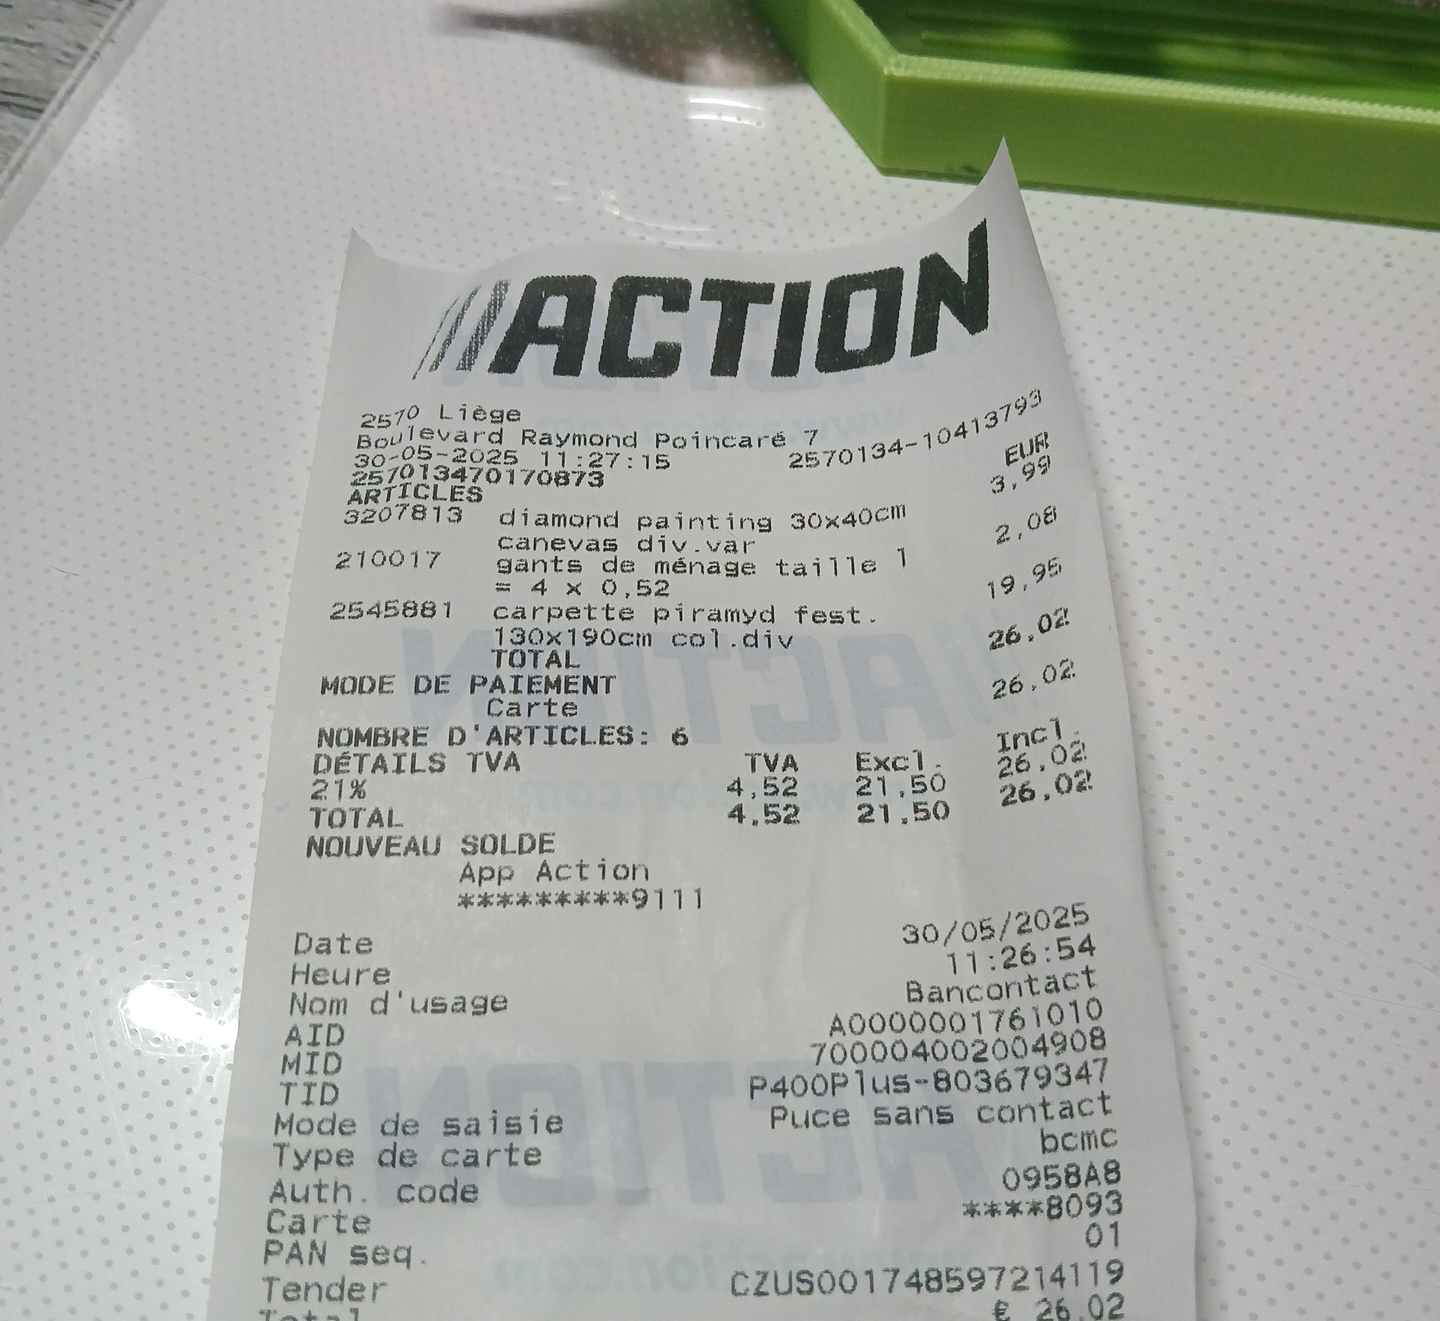 ACTION
2570 Liège
Boulevard Raymond Poincaré 7
30-05-2025 11:27:15 2570134-10413793
257013470170873
ARTICLES EUR
3207813 diamond painting 30x40cm 3,99
canevas div.var
210017 gants de ménage taille l 2,08
= 4 x 0,52
2545881 carpette piramyd fest. 19,95
130x190cm col.div
TOTAL 26,02
MODE DE PAIEMENT
Carte 26,02
NOMBRE D'ARTICLES: 6
DÉTAILS TVA TVA Excl. Incl.
21% 4,52 21,50 26,02
TOTAL 4,52 21,50 26,02
NOUVEAU SOLDE
App Action
*********9111
Date 30/05/2025
Heure 11:26:54
Nom d'usage Bancontact
AID A0000001761010
MID 700004002004908
TID P400Plus-803679347
Mode de saisie Puce sans contact
Type de carte bcmc
Auth. code 0958A8
Carte ****8093
PAN seq. 01
Tender CZUS001748597214119
Total € 26,02